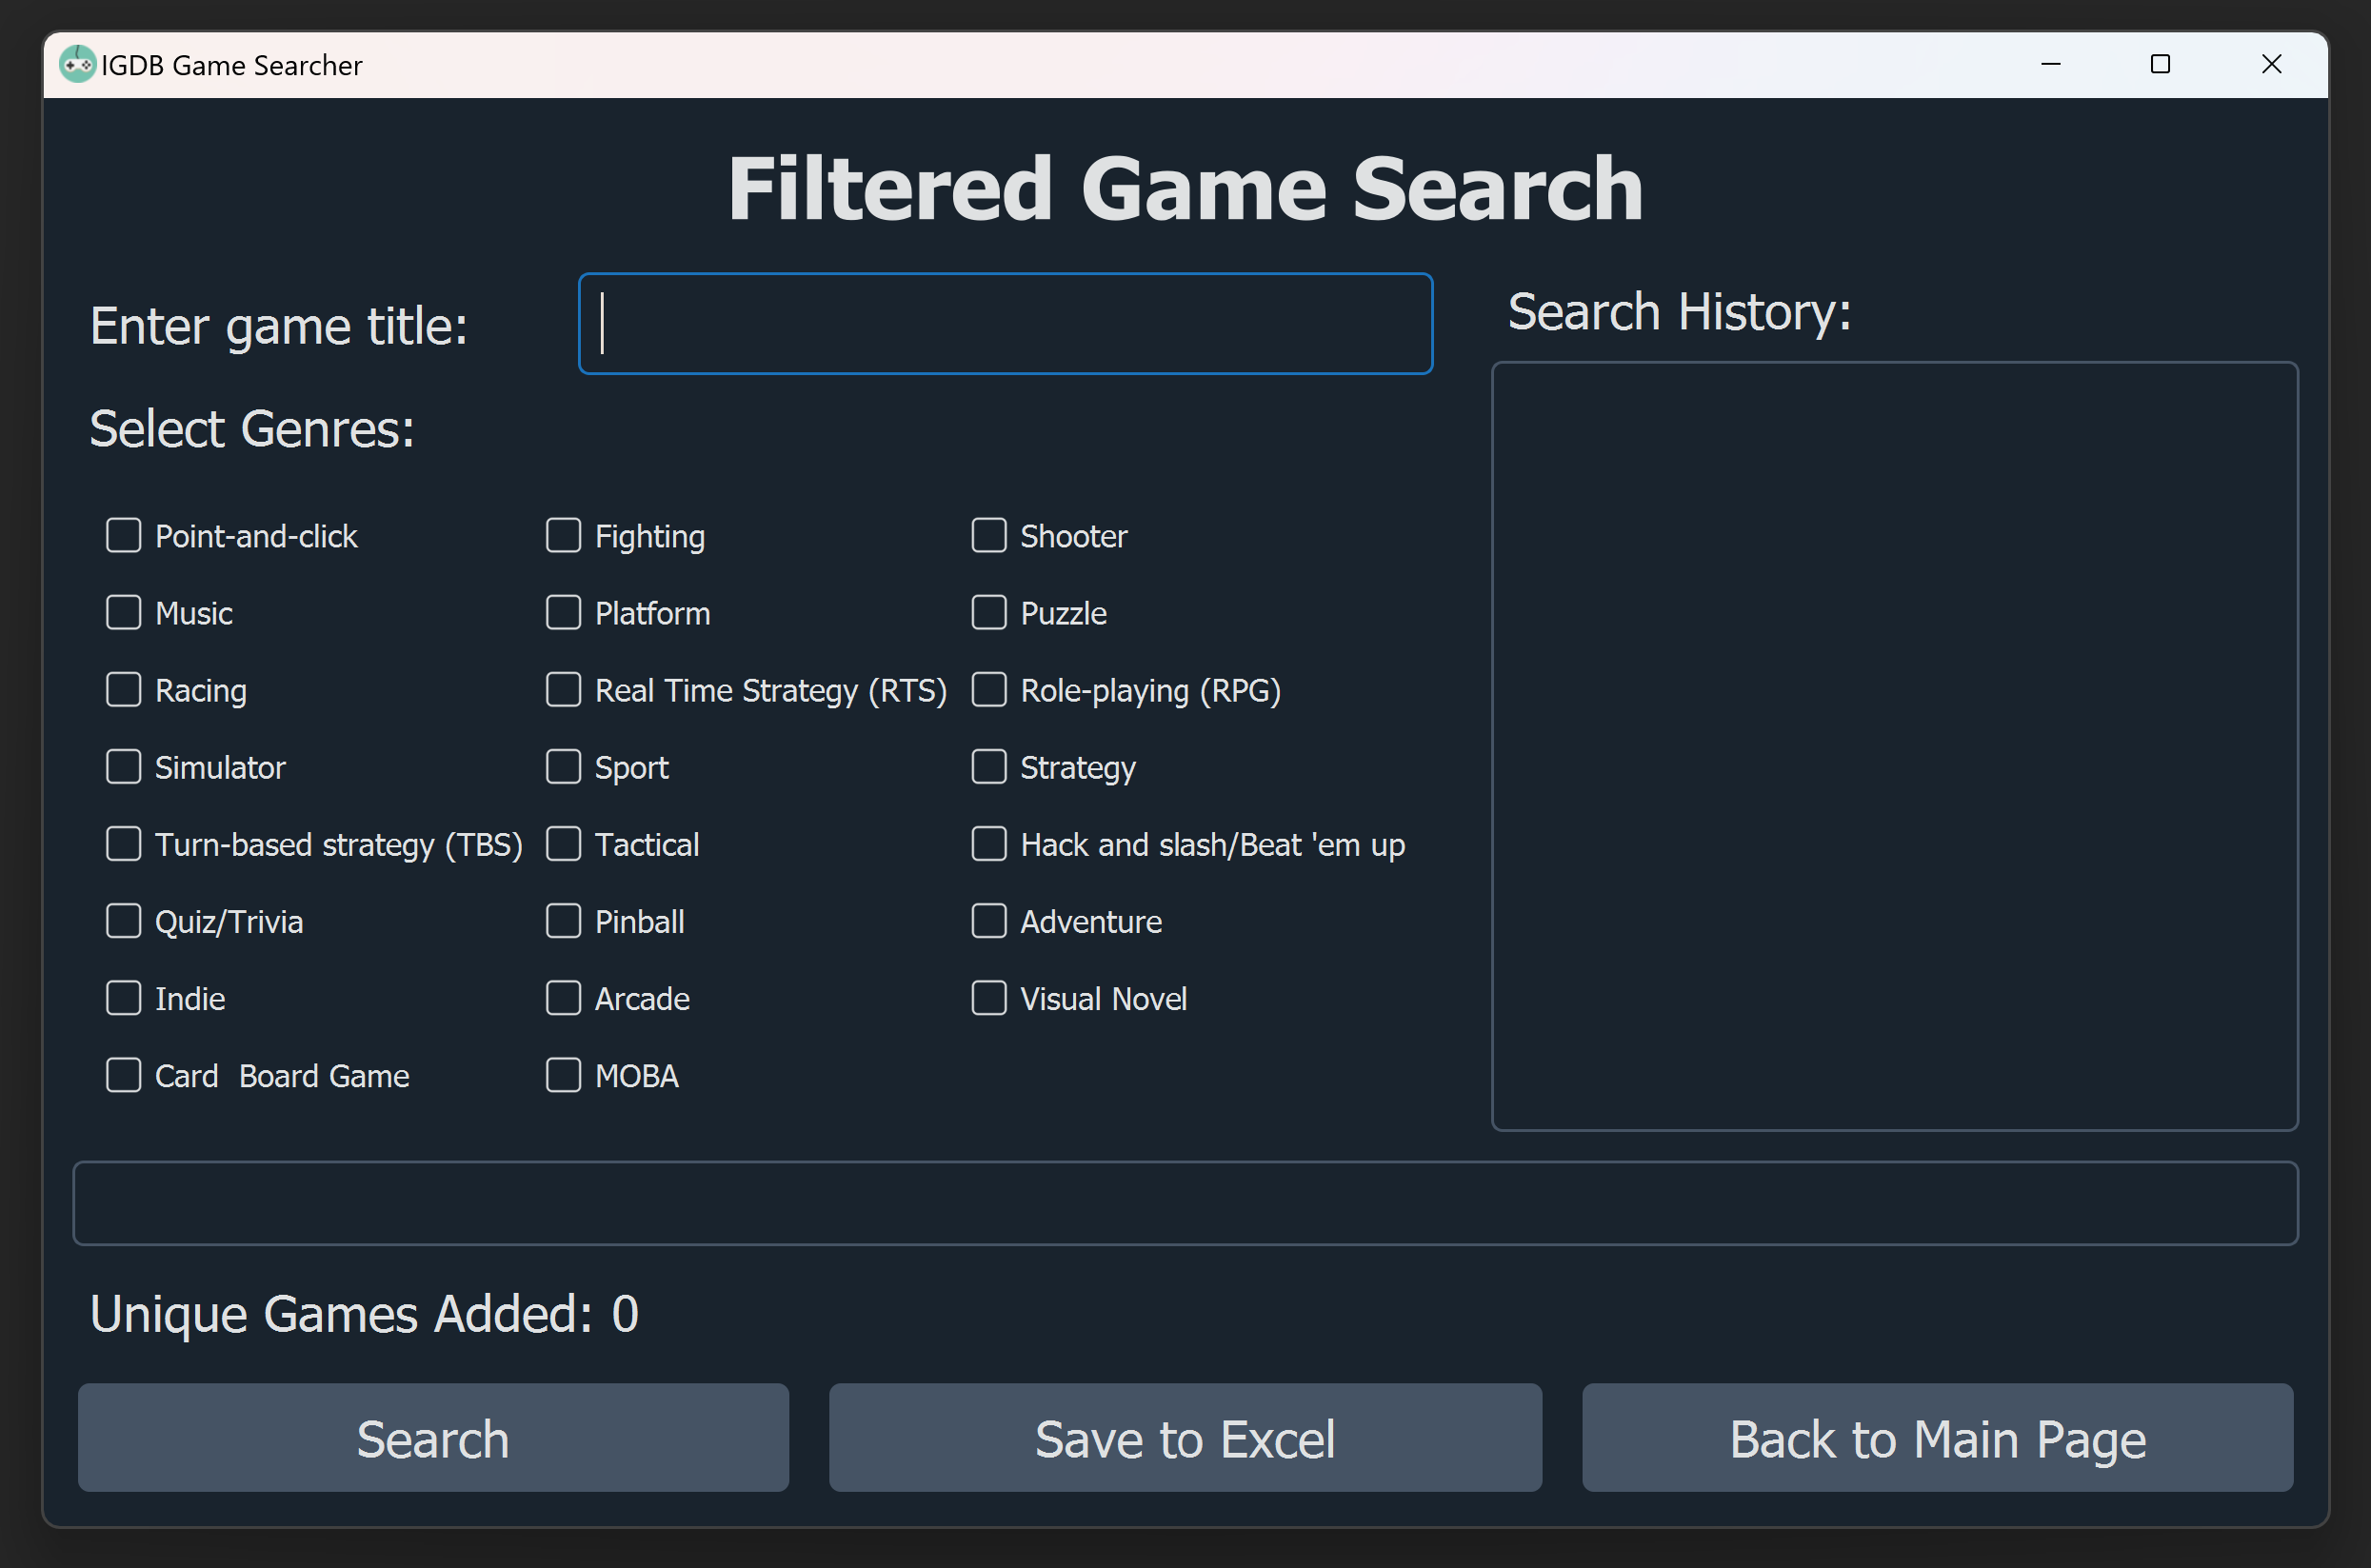 IGDB Game Searcher
Filtered Game Search
Enter game title:
Search History:
Select Genres:
Point-and-click
Fighting
Shooter
Music
Platform
Puzzle
Racing
Real Time Strategy (RTS)
Role-playing (RPG)
Simulator
Sport
Strategy
Turn-based strategy (TBS)
Tactical
Hack and slash/Beat 'em up
Quiz/Trivia
Pinball
Adventure
Indie
Arcade
Visual Novel
Card  Board Game
MOBA
Unique Games Added: 0
Search
Save to Excel
Back to Main Page